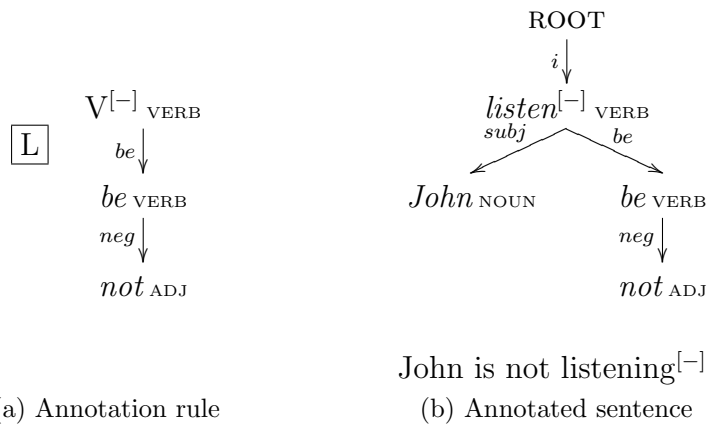 ROOT
i
V[−] VERB
listen[−] VERB
L
subj
be
be
be VERB
John NOUN
be VERB
neg
neg
not ADJ
not ADJ
John is not listening[−]
a) Annotation rule
(b) Annotated sentence